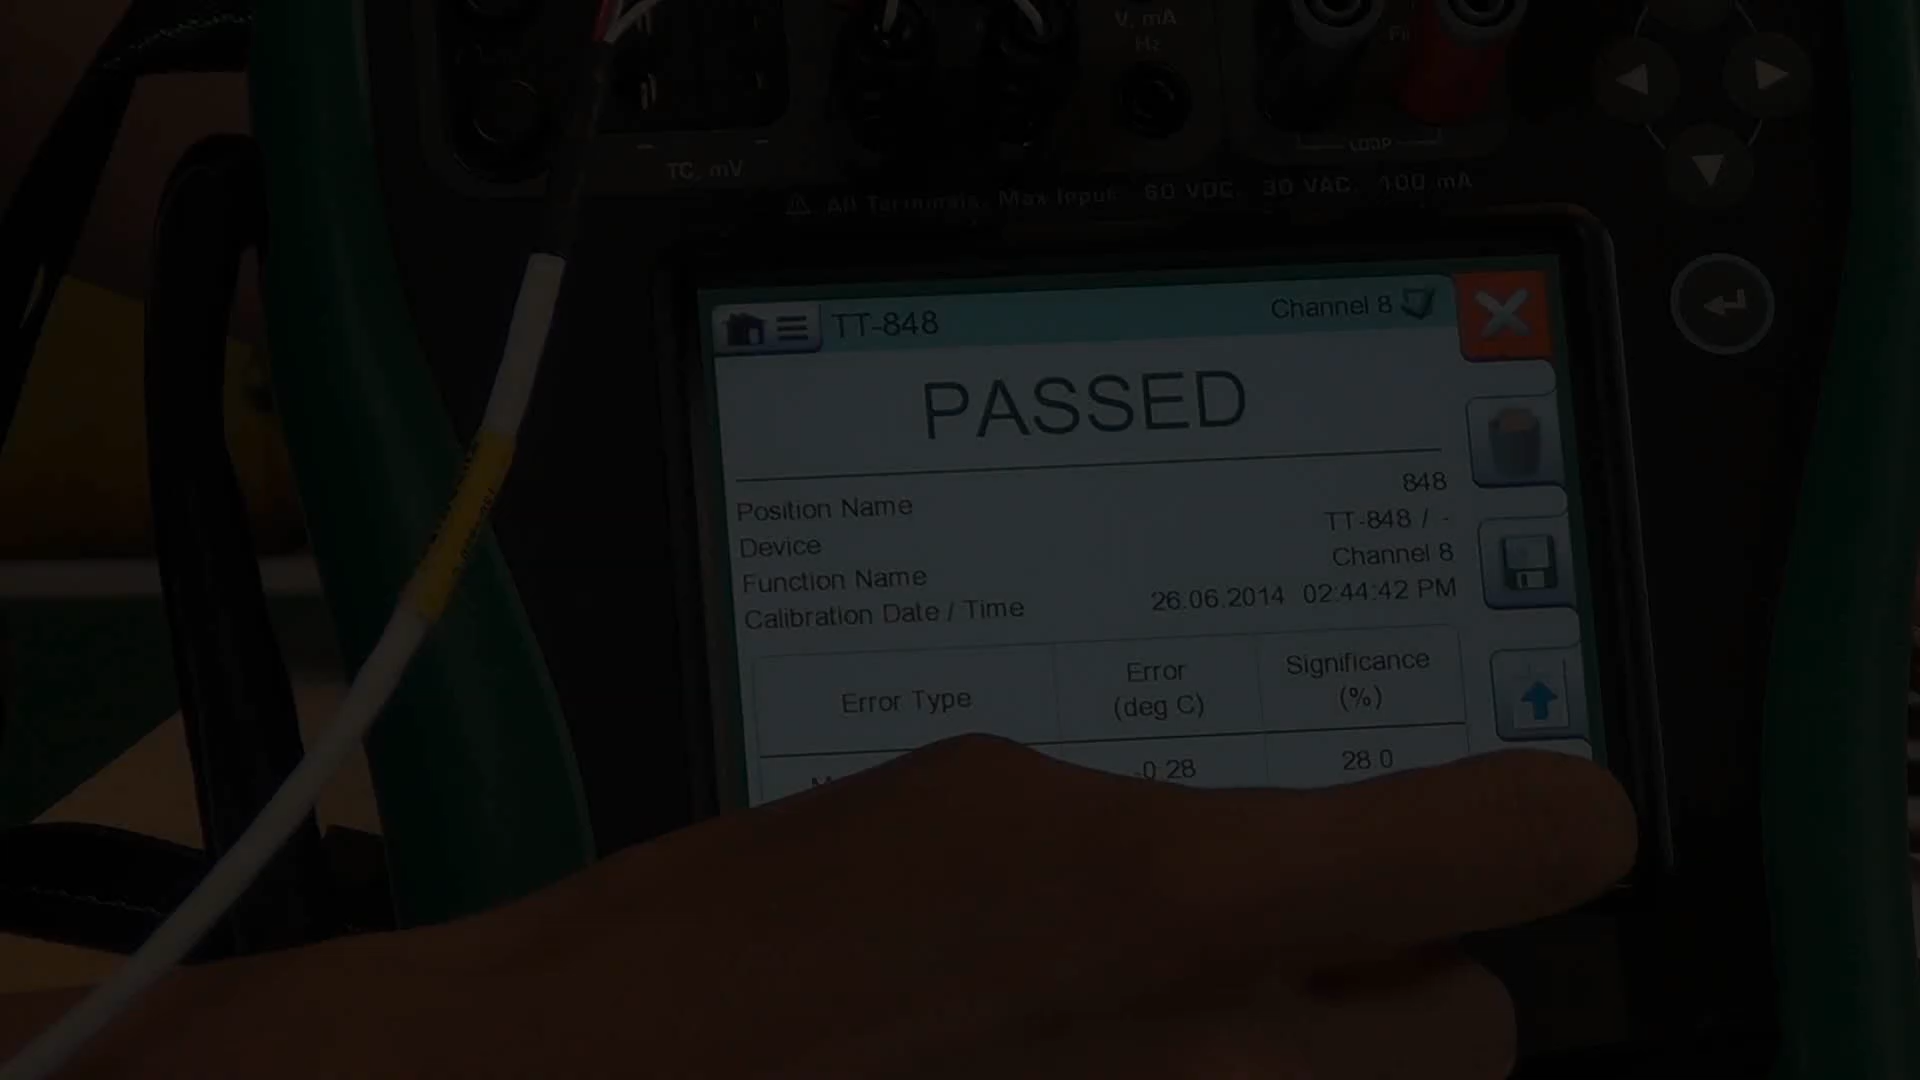 V, mA
Hz
TC, mV
LOOP
All Terminals, Max Input: 60 VDC, 30 VAC, 100 mA
TT-848
Channel 8
PASSED
Position Name 848
Device TT-848 / -
Function Name Channel 8
Calibration Date / Time 26.06.2014 02:44:42 PM
Error Type
Error (deg C)
Significance (%)
-0.28
28.0